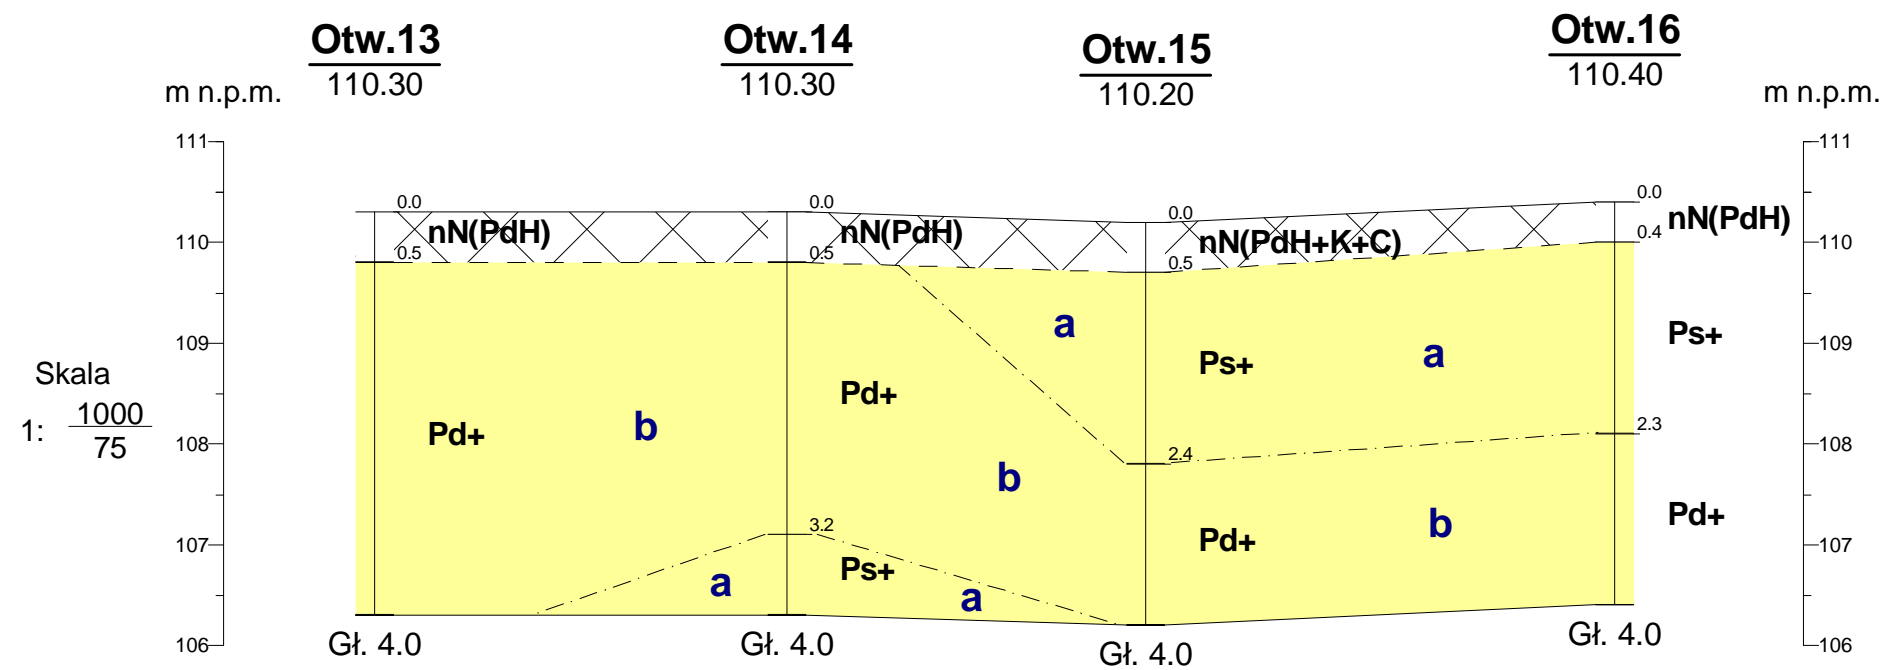 Otw.13
110.30
Otw.14
110.30
Otw.15
110.20
Otw.16
110.40
m n.p.m.
m n.p.m.
111
111
0.0
0.0
0.0
0.0
nN(PdH)
nN(PdH)
nN(PdH+K+C)
nN(PdH)
110
0.5
0.5
0.5
0.4
110
a
Ps+
109
a
Ps+
a
109
Skala
1: 1000
75
Pd+
b
Pd+
108
2.4
2.3
108
b
Pd+
b
Pd+
107
3.2
107
a
Ps+
a
106
106
Gł. 4.0
Gł. 4.0
Gł. 4.0
Gł. 4.0